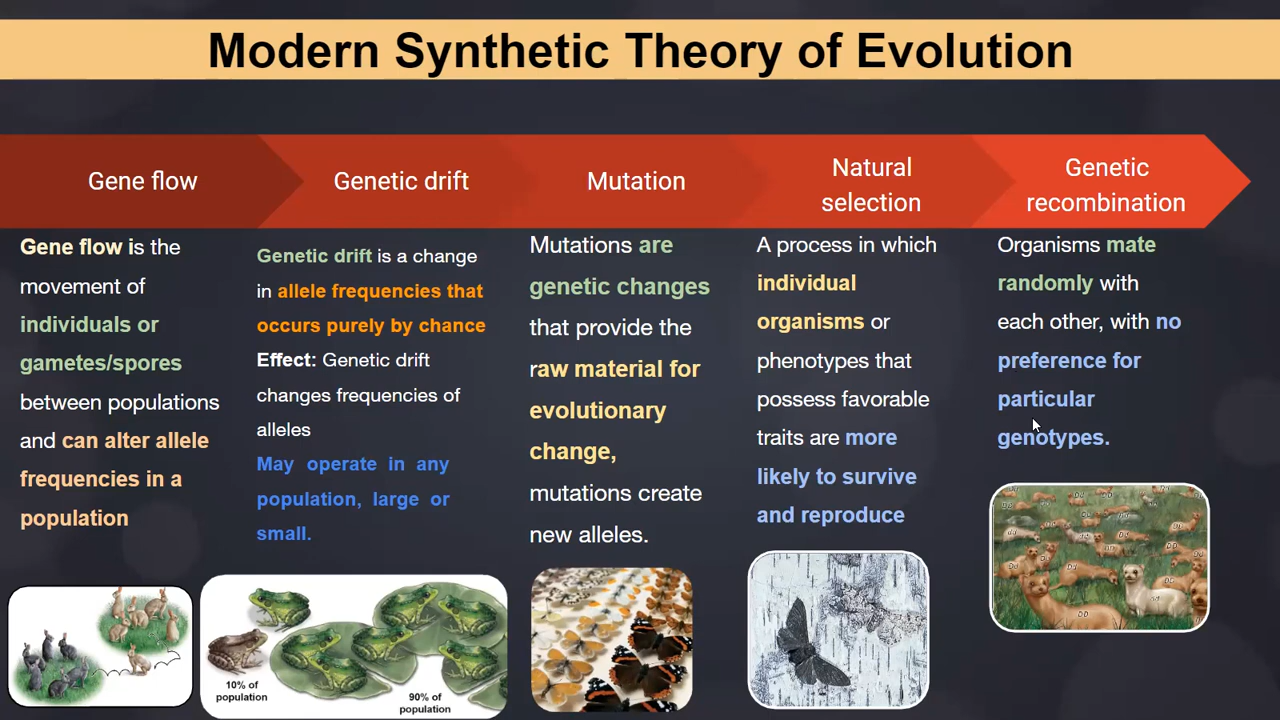 Modern Synthetic Theory of Evolution
Gene flow
Genetic drift
Mutation
Natural
selection
Genetic
recombination
Gene flow is the
movement of
individuals or
gametes/spores
between populations
and can alter allele
frequencies in a
population
Genetic drift is a change
in allele frequencies that
occurs purely by chance
Effect: Genetic drift
changes frequencies of
alleles
May operate in any
population, large or
small.
10% of
population
90% of
population
Mutations are
genetic changes
that provide the
raw material for
evolutionary
change,
mutations create
new alleles.
A process in which
individual
organisms or
phenotypes that
possess favorable
traits are more
likely to survive
and reproduce
Organisms mate
randomly with
each other, with no
preference for
particular
genotypes.
DD